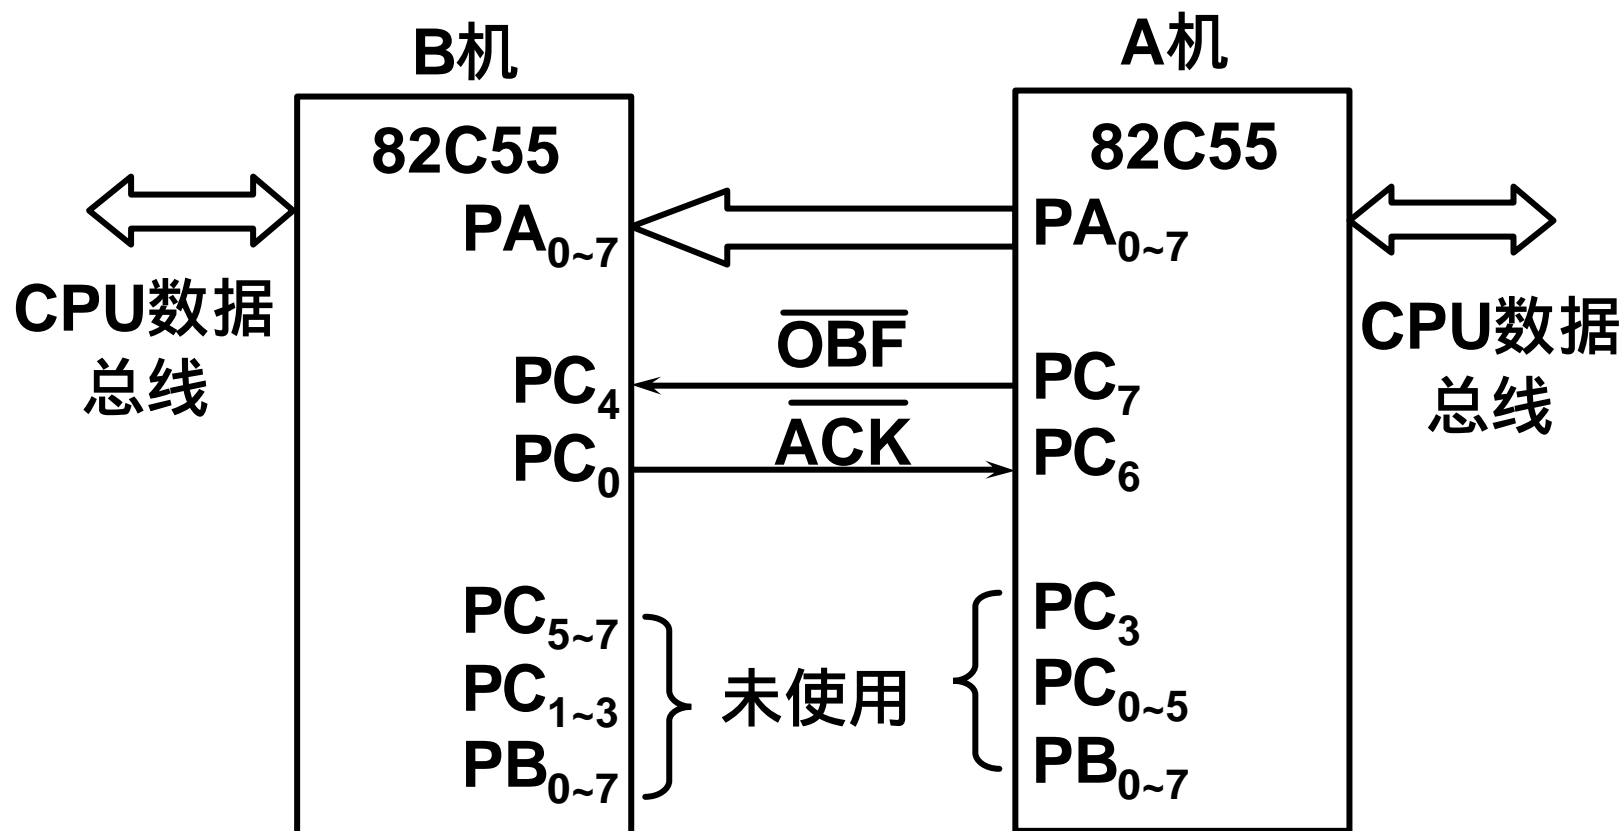 B机
82C55
PA0~7
CPU数据
总线
PC4
PC0
PC5~7
PC1~3
PB0~7
OBF
ACK
未使用
A机
82C55
PA0~7
PC7
PC6
PC3
PC0~5
PB0~7
CPU数据
总线